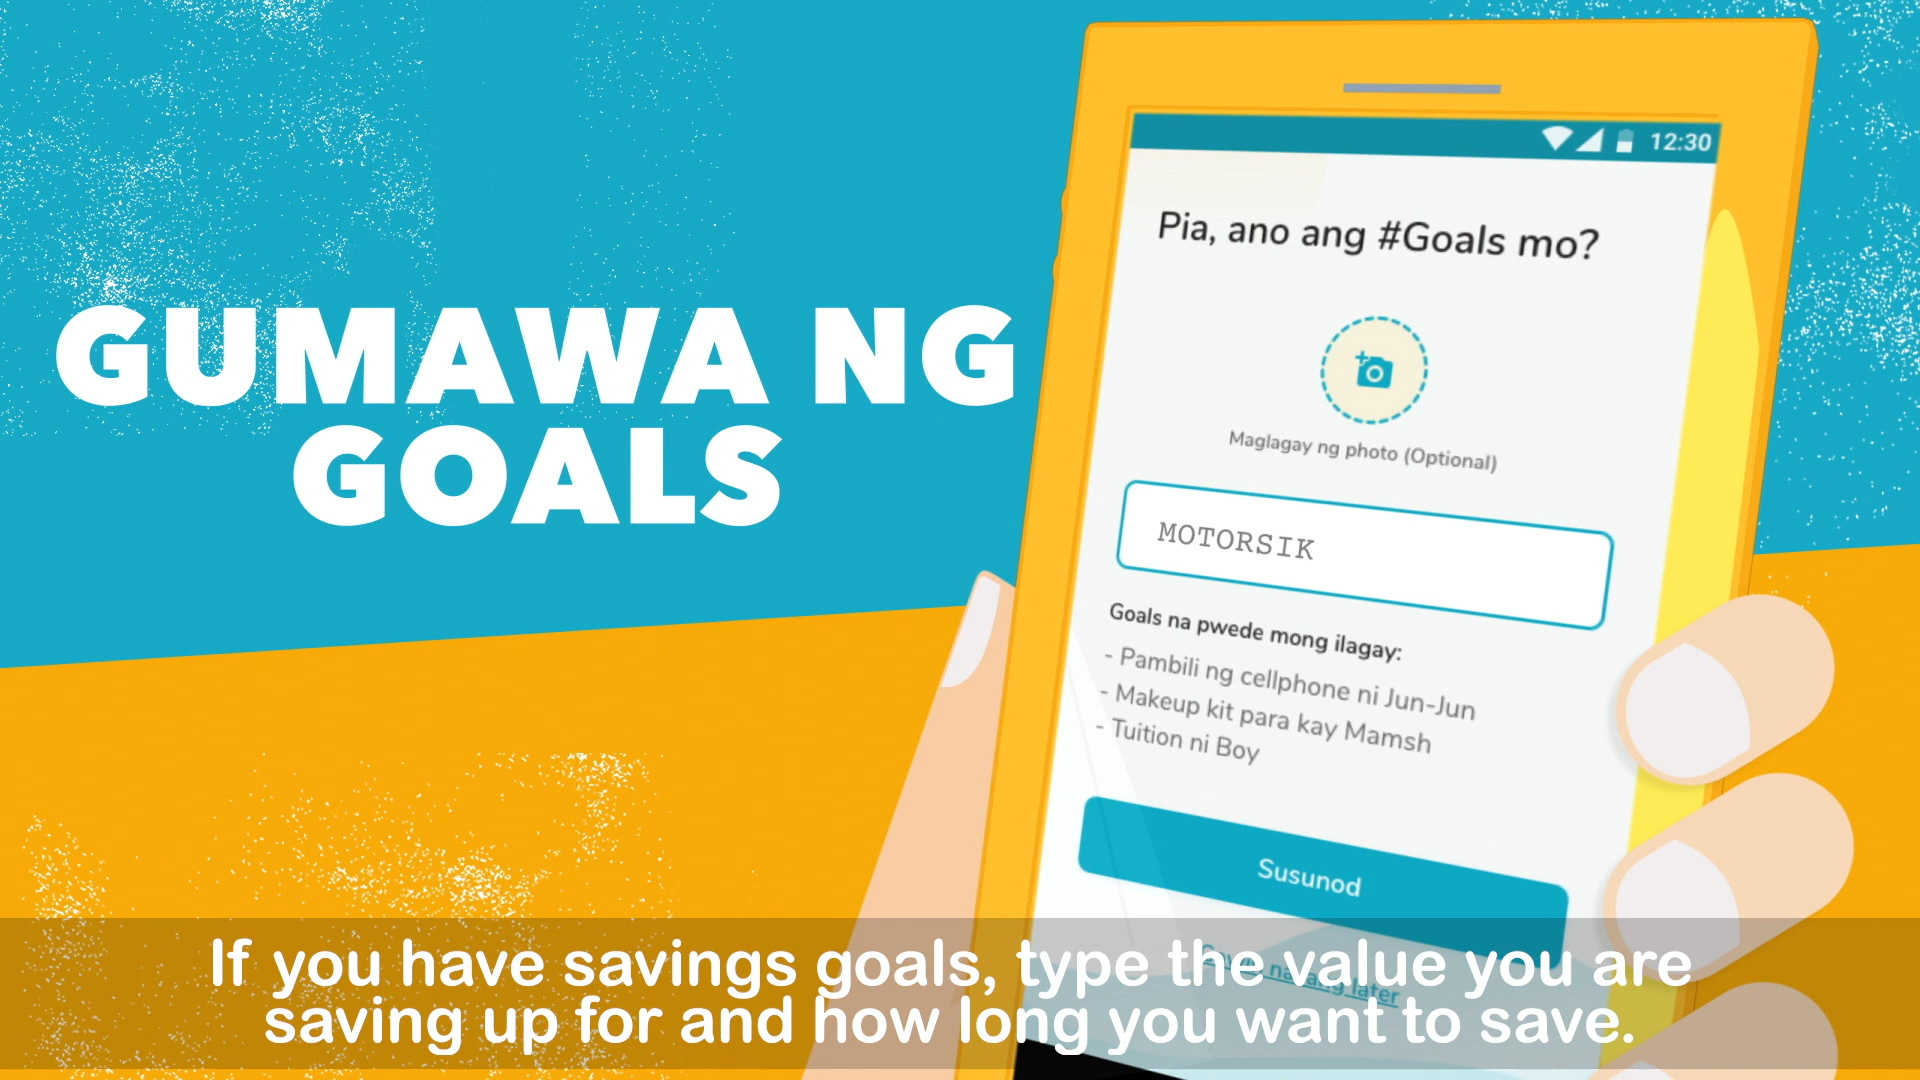 GUMAWA NG
GOALS
12:30
Pia, ano ang #Goals mo?
Maglagay ng photo (Optional)
MOTORSIK
Goals na pwede mong ilagay:
- Pambili ng cellphone ni Jun-Jun
- Makeup kit para kay Mamsh
- Tuition ni Boy
Susunod
later
If you have savings goals, type the value you are
saving up for and how long you want to save.